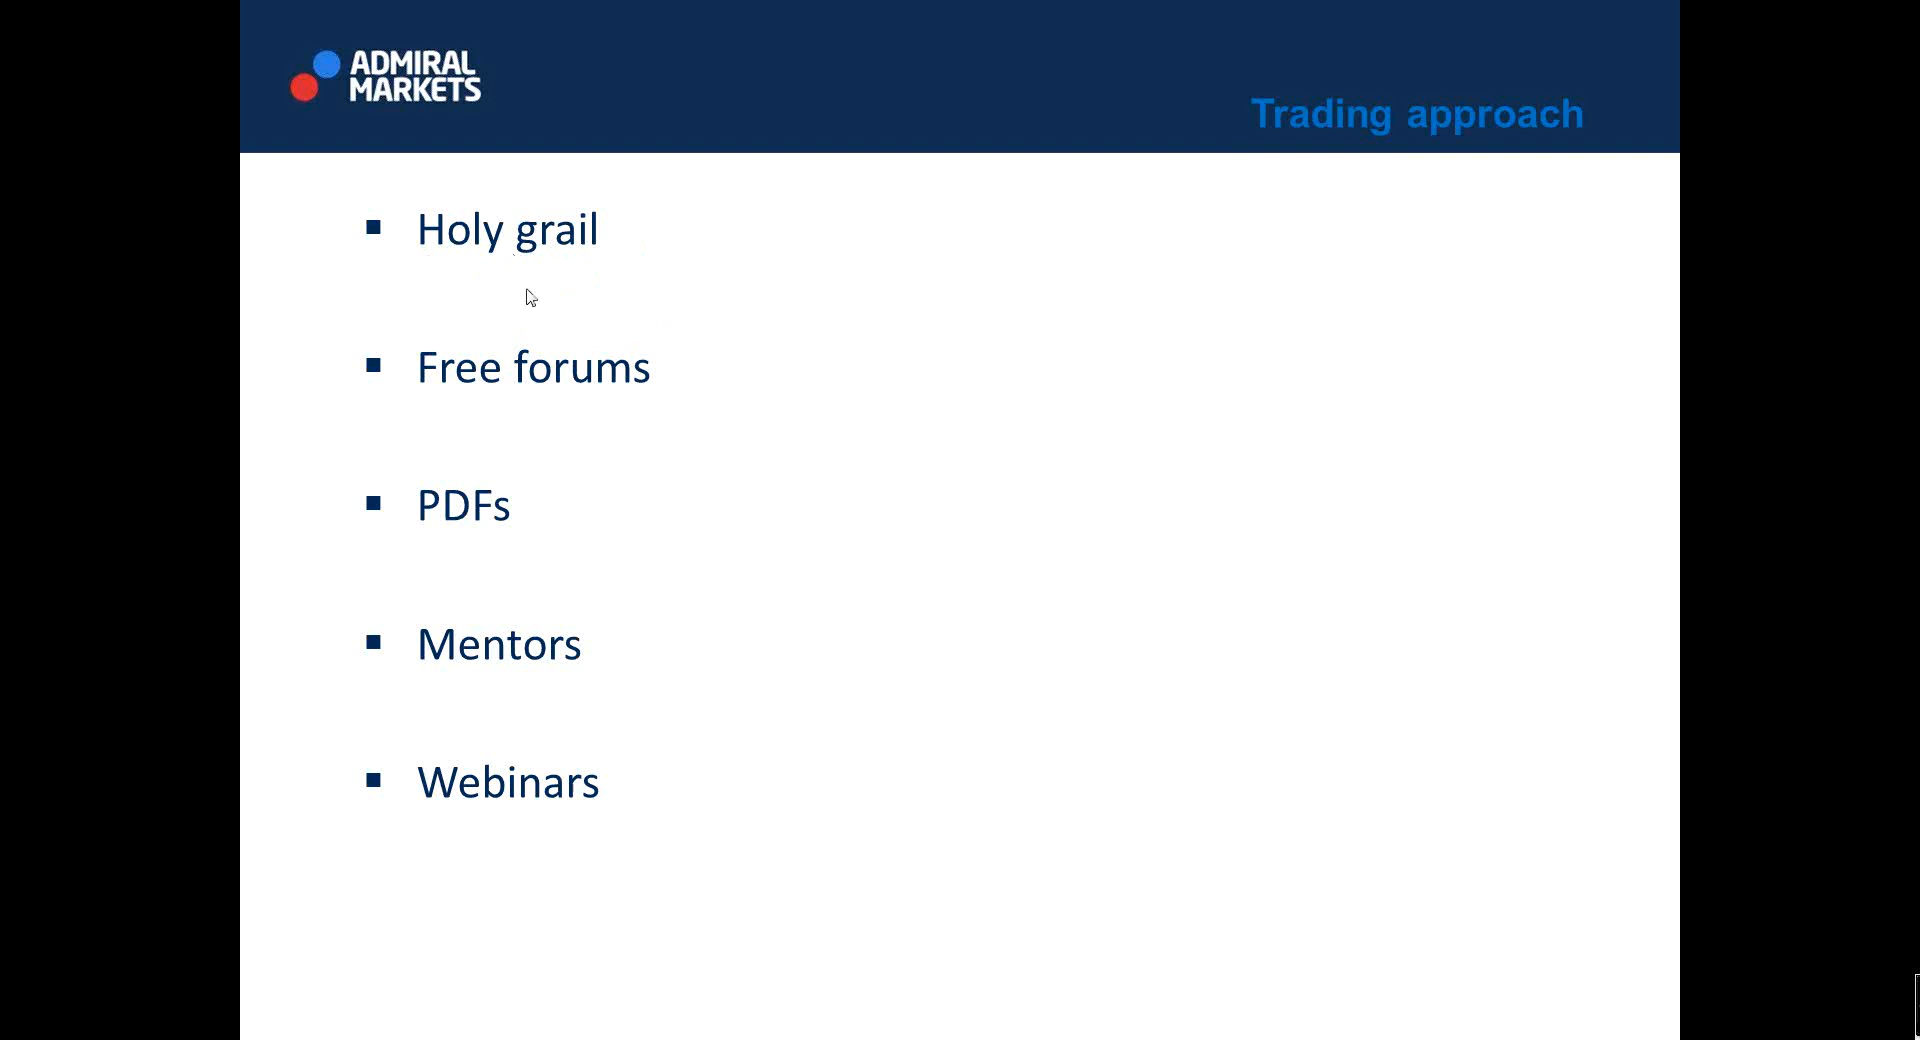 ADMIRAL
MARKETS
Trading approach
Holy grail
Free forums
PDFs
Mentors
Webinars